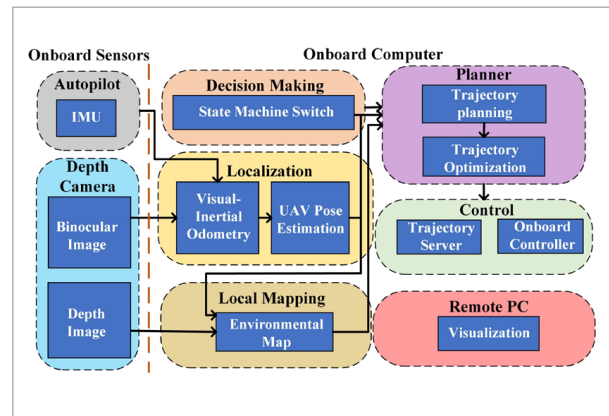 Onboard Sensors
Onboard Computer
Autopilot
IMU
Depth
Camera
Binocular
Image
Depth
Image
Decision Making
State Machine Switch
Localization
Visual-
Inertial
Odometry
UAV Pose
Estimation
Local Mapping
Environmental
Map
Planner
Trajectory
planning
Trajectory
Optimization
Control
Trajectory
Server
Onboard
Controller
Remote PC
Visualization